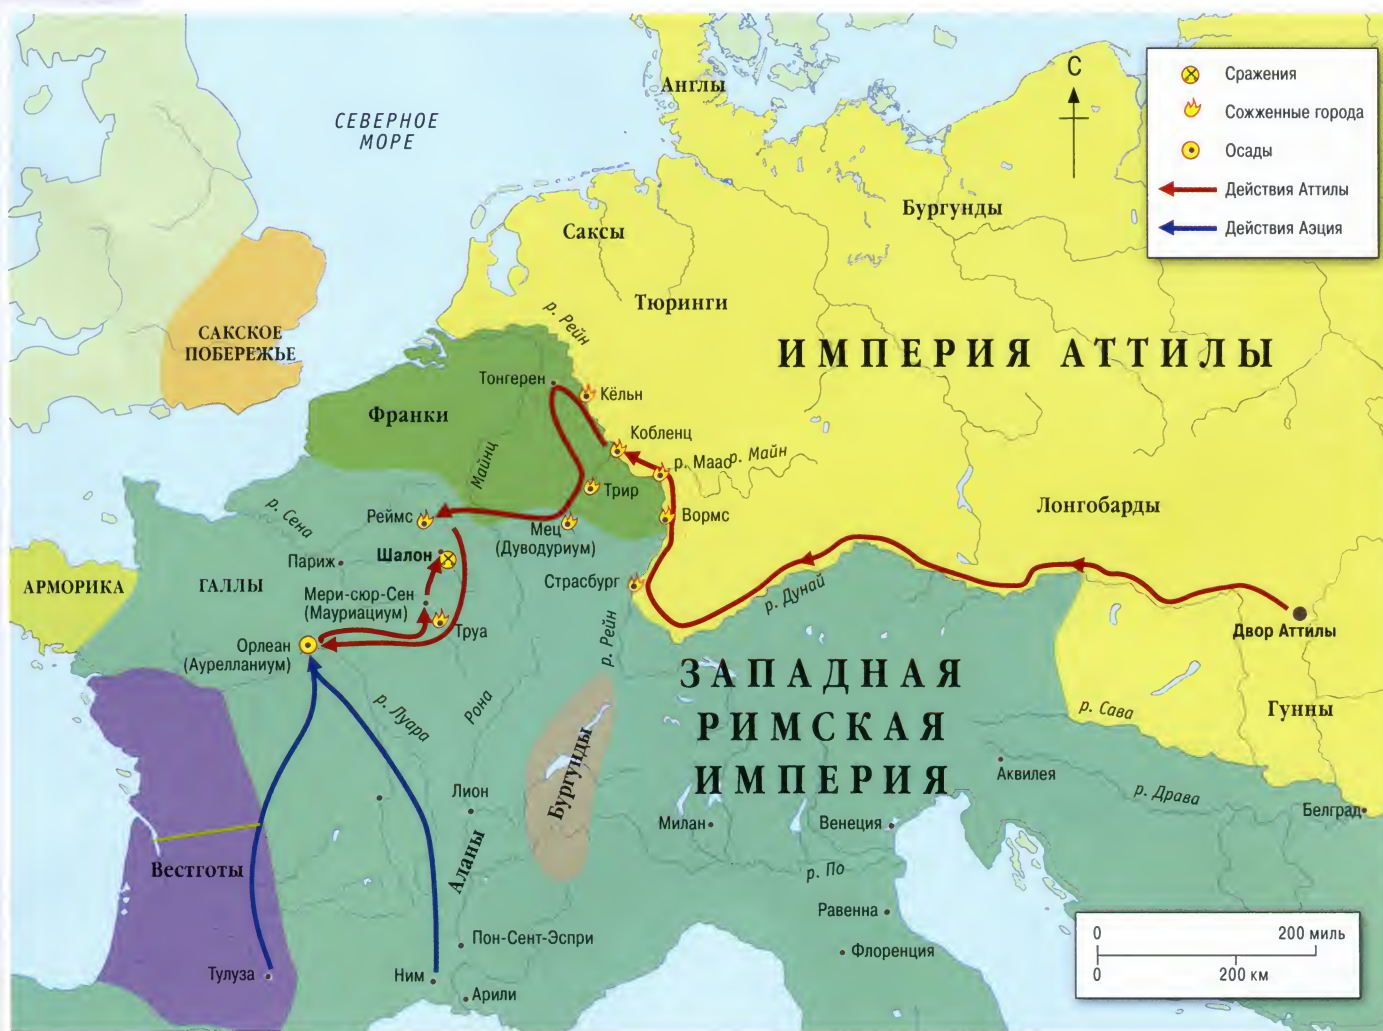 СЕВЕРНОЕ
МОРЕ
Англы
С
Сражения
Сожженные города
Осады
Действия Аттилы
Действия Аэция
Бургунды
Саксы
Тюринги
САКСКОЕ
ПОБЕРЕЖЬЕ
р. Рейн
ИМПЕРИЯ АТТИЛЫ
Тонгерен
Кёльн
Франки
Кобленц
Майнц
р. Маас
р. Майн
Трир
р. Сена
Реймс
Мец
(Дуводуриум)
Вормс
Лонгобарды
Париж
Шалон
Страсбург
АРМОРИКА
ГАЛЛЫ
Мери-сюр-Сен
(Мауриациум)
р. Дунай
Труа
р. Рейн
Двор Аттилы
Орлеан
(Аурелланиум)
ЗАПАДНАЯ
РИМСКАЯ
ИМПЕРИЯ
р. Луара
Рона
р. Сава
Гунны
Бургунды
Аквилея
р. Драва
Белград
Лион
Милан
Венеция
Аланы
Вестготы
р. По
Равенна
Флоренция
Пон-Сент-Эспри
Тулуза
Ним
Арили
0
200 миль
0
200 км